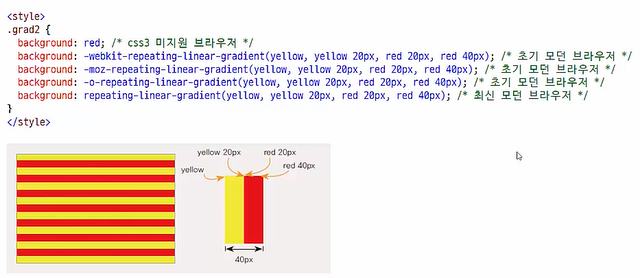 <style>
.grad2 {
background: red; /* css3 미지원 브라우저 */
background: -webkit-repeating-linear-gradient(yellow, yellow 20px, red 20px, red 40px); /* 초기 모던 브라우저 */
background: -moz-repeating-linear-gradient(yellow, yellow 20px, red 20px, red 40px); /* 초기 모던 브라우저 */
background: -o-repeating-linear-gradient(yellow, yellow 20px, red 20px, red 40px); /* 초기 모던 브라우저 */
background: repeating-linear-gradient(yellow, yellow 20px, red 20px, red 40px); /* 최신 모던 브라우저 */
}
</style>
yellow 20px red 20px
yellow red 40px
40px